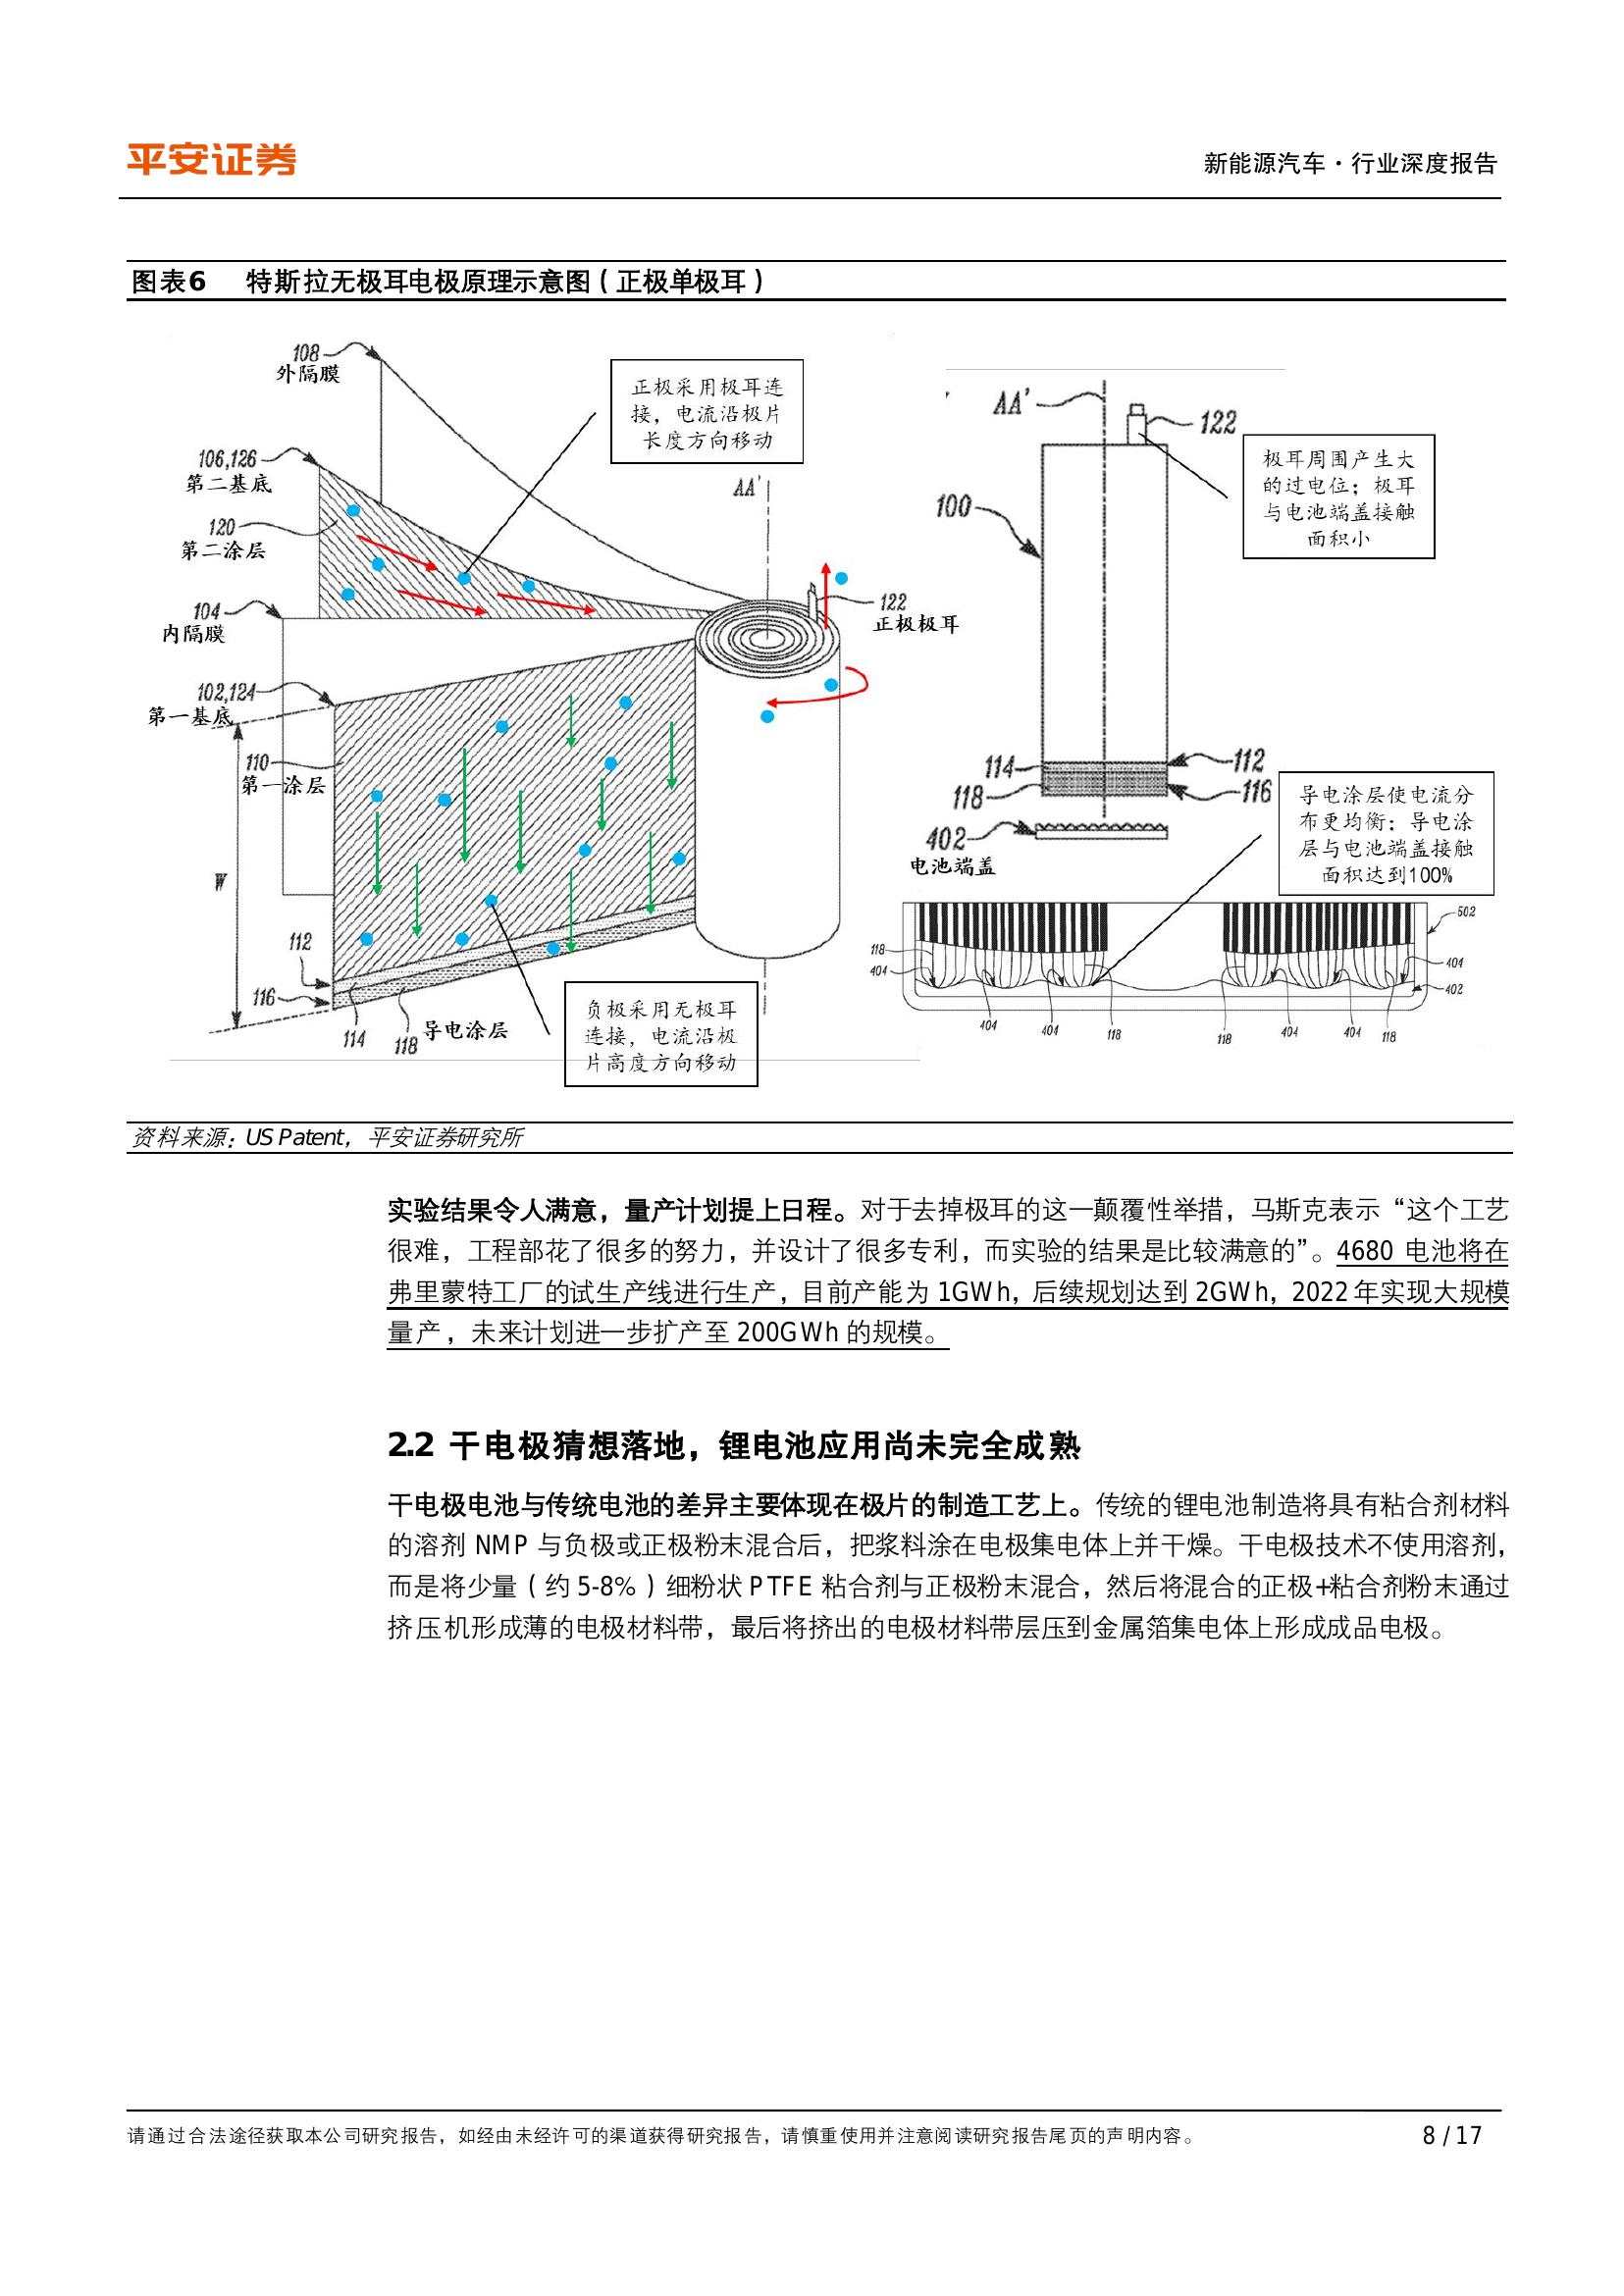 平安证券
新能源汽车·行业深度报告
图表6 特斯拉无极耳电极原理示意图（正极单极耳）
108
外隔膜
正极采用极耳连
接，电流沿极片
长度方向移动
106,126
第二基底
120
第二涂层
104
内隔膜
102,124
第一基底
110
第一涂层
W
112
116
114
118
导电涂层
AA'
122
正极极耳
负极采用无极耳
连接，电流沿极
片高度方向移动
AA'
122
极耳周围产生大
的过电位；极耳
与电池端盖接触
面积小
100
114
112
118
116
402
电池端盖
导电涂层使电流分
布更均衡；导电涂
层与电池端盖接触
面积达到100%
502
118
404
404
402
404
404
118
118
404
404
118
资料来源：US Patent，平安证券研究所
实验结果令人满意，量产计划提上日程。对于去掉极耳的这一颠覆性举措，马斯克表示“这个工艺
很难，工程部花了很多的努力，并设计了很多专利，而实验的结果是比较满意的”。4680 电池将在
弗里蒙特工厂的试生产线进行生产，目前产能为 1GWh，后续规划达到 2GWh，2022 年实现大规模
量产，未来计划进一步扩产至 200GWh 的规模。
2.2 干电极猜想落地，锂电池应用尚未完全成熟
干电极电池与传统电池的差异主要体现在极片的制造工艺上。传统的锂电池制造将具有粘合剂材料
的溶剂 NMP 与负极或正极粉末混合后，把浆料涂在电极集电体上并干燥。干电极技术不使用溶剂，
而是将少量（约 5-8%）细粉状 PTFE 粘合剂与正极粉末混合，然后将混合的正极+粘合剂粉末通过
挤压机形成薄的电极材料带，最后将挤出的电极材料带层压到金属箔集电体上形成成品电极。
请通过合法途径获取本公司研究报告，如经由未经许可的渠道获得研究报告，请慎重使用并注意阅读研究报告尾页的声明内容。
8 / 17